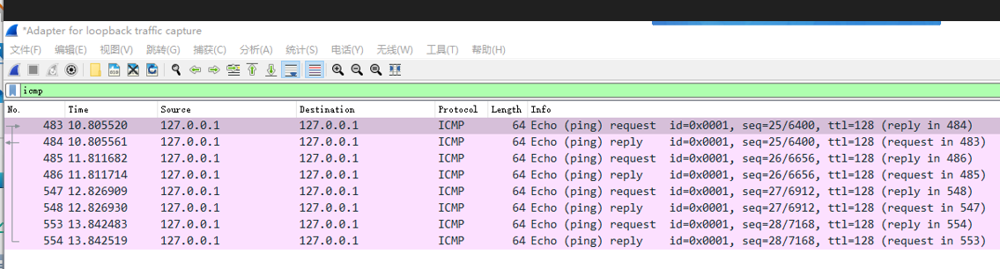 *Adapter for loopback traffic capture
文件(F) 编辑(E) 视图(V) 跳转(G) 捕获(C) 分析(A) 统计(S) 电话(Y) 无线(W) 工具(T) 帮助(H)
icmp
No. Time Source Destination Protocol Length Info
483 10.805520 127.0.0.1 127.0.0.1 ICMP 64 Echo (ping) request id=0x0001, seq=25/6400, ttl=128 (reply in 484)
484 10.805561 127.0.0.1 127.0.0.1 ICMP 64 Echo (ping) reply id=0x0001, seq=25/6400, ttl=128 (request in 483)
485 11.811682 127.0.0.1 127.0.0.1 ICMP 64 Echo (ping) request id=0x0001, seq=26/6656, ttl=128 (reply in 486)
486 11.811714 127.0.0.1 127.0.0.1 ICMP 64 Echo (ping) reply id=0x0001, seq=26/6656, ttl=128 (request in 485)
547 12.826909 127.0.0.1 127.0.0.1 ICMP 64 Echo (ping) request id=0x0001, seq=27/6912, ttl=128 (reply in 548)
548 12.826930 127.0.0.1 127.0.0.1 ICMP 64 Echo (ping) reply id=0x0001, seq=27/6912, ttl=128 (request in 547)
553 13.842483 127.0.0.1 127.0.0.1 ICMP 64 Echo (ping) request id=0x0001, seq=28/7168, ttl=128 (reply in 554)
554 13.842519 127.0.0.1 127.0.0.1 ICMP 64 Echo (ping) reply id=0x0001, seq=28/7168, ttl=128 (request in 553)